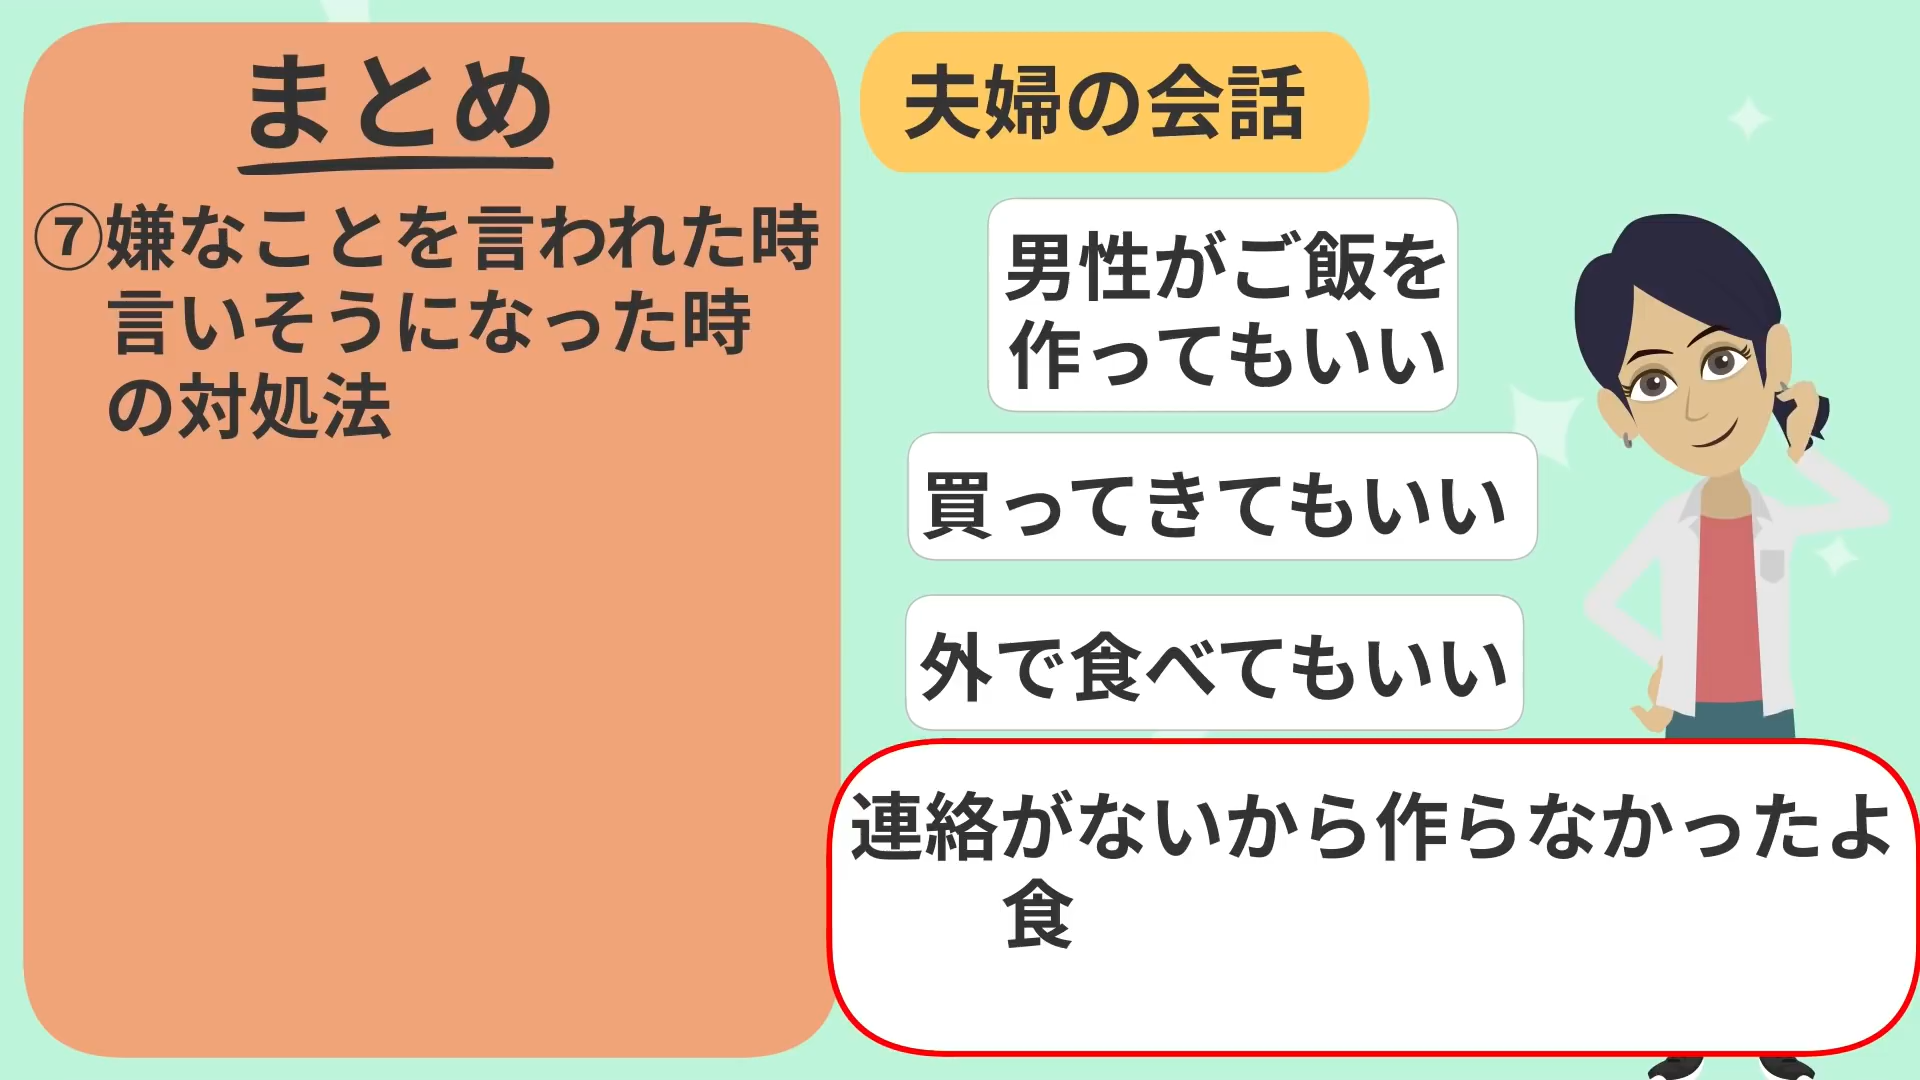 まとめ
⑦嫌なことを言われた時
言いそうになった時
の対処法
夫婦の会話
男性がご飯を
作ってもいい
買ってきてもいい
外で食べてもいい
連絡がないから作らなかったよ
食